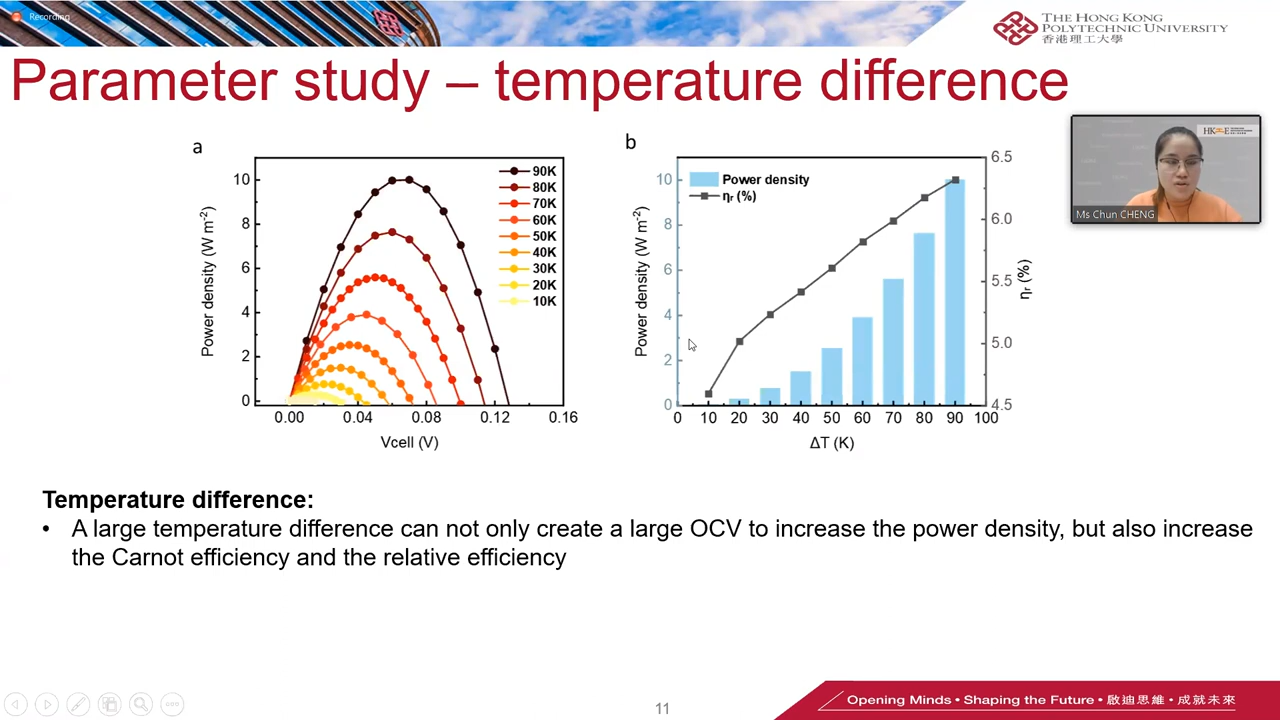 Recording
THE HONG KONG
POLYTECHNIC UNIVERSITY
香港理工大學
Parameter study – temperature difference
Ms Chun CHENG
a
Power density (W m-2)
10
8
6
4
2
0
90K
80K
70K
60K
50K
40K
30K
20K
10K
0.00 0.04 0.08 0.12 0.16
Vcell (V)
b
Power density (W m-2)
10
8
6
4
2
0
Power density
ηr (%)
6.5
6.0
5.5
5.0
4.5
ηr (%)
0 10 20 30 40 50 60 70 80 90 100
ΔT (K)
Temperature difference:
• A large temperature difference can not only create a large OCV to increase the power density, but also increase
the Carnot efficiency and the relative efficiency
11
Opening Minds • Shaping the Future • 啟迪思維 • 成就未來